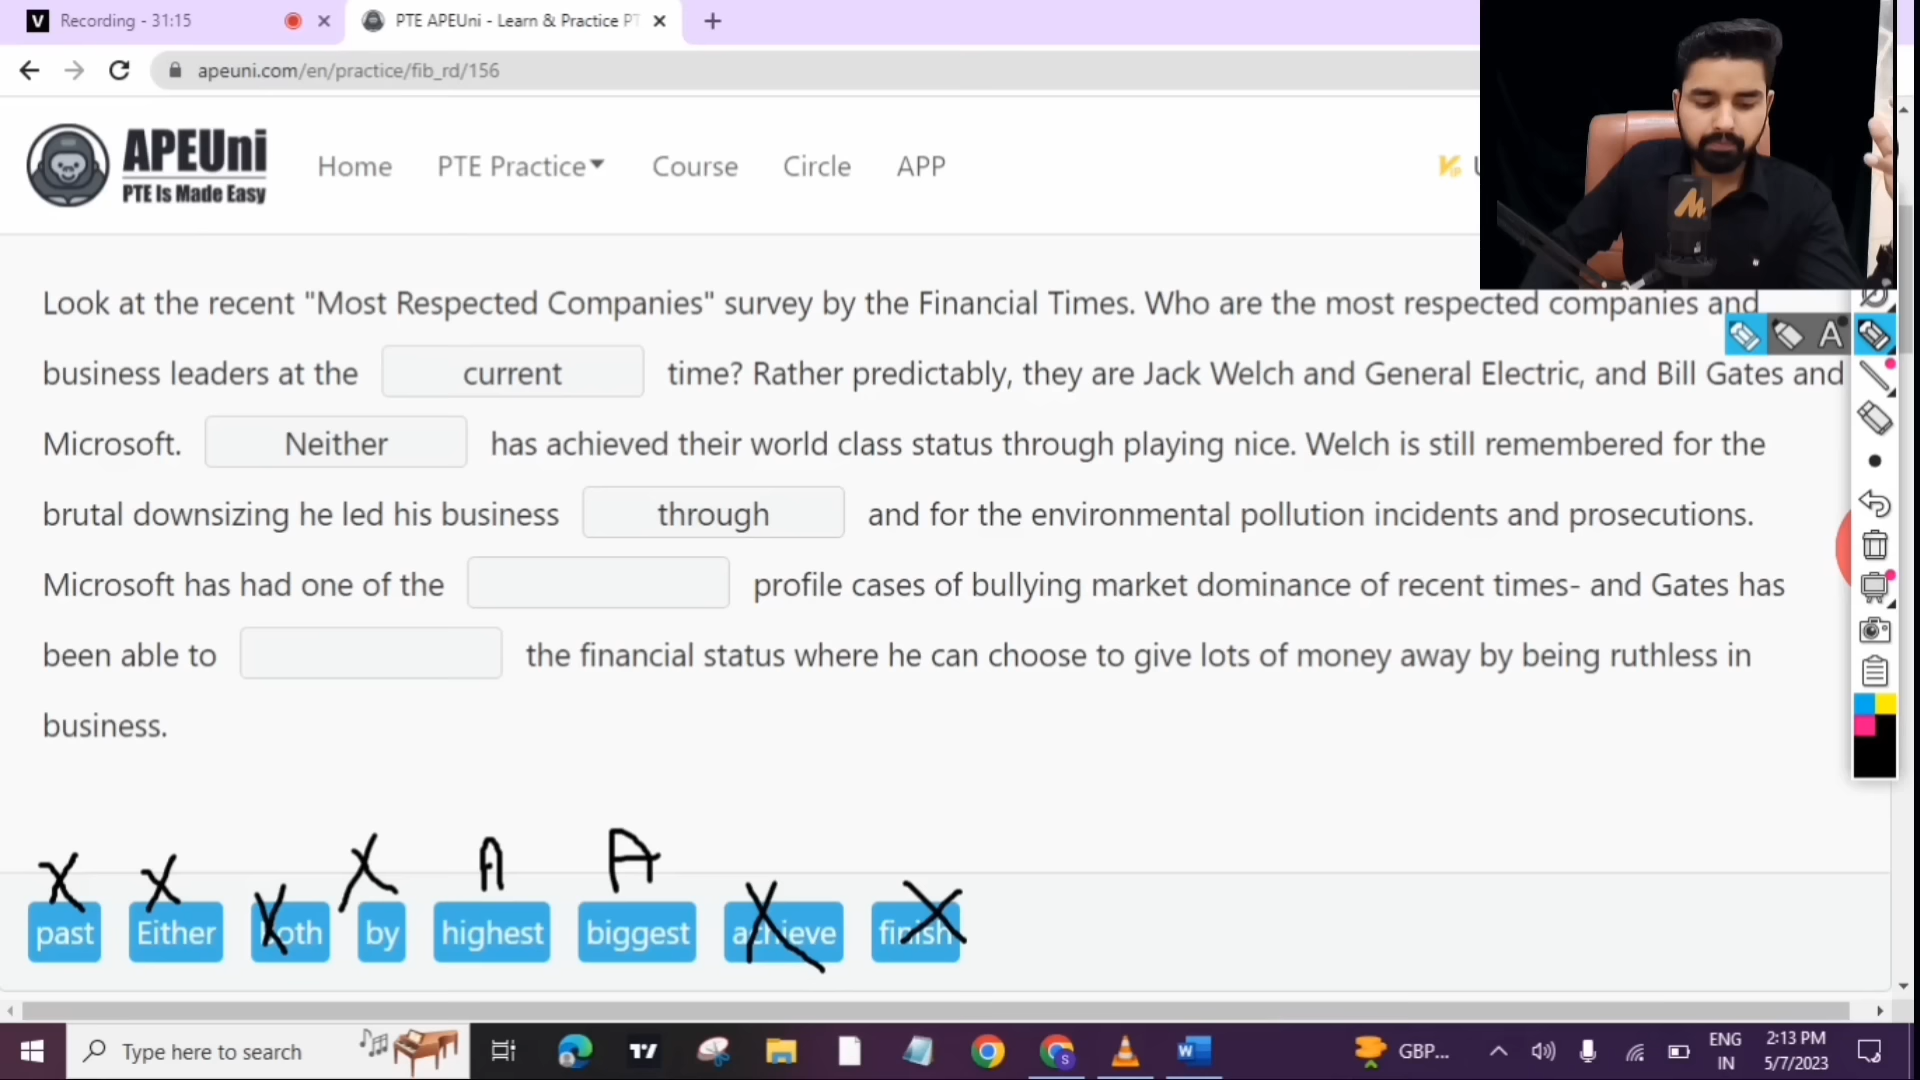 Recording - 31:15
PTE APEUni - Learn & Practice PT
apeuni.com/en/practice/fib_rd/156
APEUni
PTE Is Made Easy
Home
PTE Practice
Course
Circle
APP
Look at the recent "Most Respected Companies" survey by the Financial Times. Who are the most respected companies and
business leaders at the current time? Rather predictably, they are Jack Welch and General Electric, and Bill Gates and
Microsoft. Neither has achieved their world class status through playing nice. Welch is still remembered for the
brutal downsizing he led his business through and for the environmental pollution incidents and prosecutions.
Microsoft has had one of the profile cases of bullying market dominance of recent times- and Gates has
been able to the financial status where he can choose to give lots of money away by being ruthless in
business.
X X X X A A X X
past Either both by highest biggest achieve finish
Type here to search
GBP...
ENG
IN
2:13 PM
5/7/2023